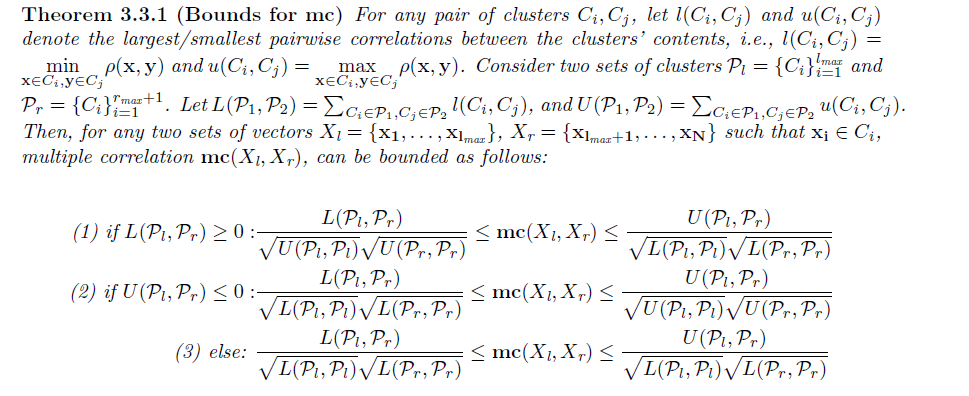 Theorem 3.3.1 (Bounds for mc) For any pair of clusters C_i, C_j, let l(C_i, C_j) and u(C_i, C_j)
denote the largest/smallest pairwise correlations between the clusters' contents, i.e., l(C_i, C_j) =
min_{x∈C_i,y∈C_j} ρ(x, y) and u(C_i, C_j) = max_{x∈C_i,y∈C_j} ρ(x, y). Consider two sets of clusters P_l = {C_i}_{i=1}^{l_{max}} and
P_r = {C_i}_{i=1}^{r_{max}+1}. Let L(P_1, P_2) = ∑_{C_i∈P_1,C_j∈P_2} l(C_i, C_j), and U(P_1, P_2) = ∑_{C_i∈P_1,C_j∈P_2} u(C_i, C_j).
Then, for any two sets of vectors X_l = {x_1, . . . , x_{l_{max}}}, X_r = {x_{l_{max}+1}, . . . , x_N} such that x_i ∈ C_i,
multiple correlation mc(X_l, X_r), can be bounded as follows:
(1) if L(P_l, P_r) ≥ 0 : L(P_l, P_r) / (√U(P_l, P_l) √U(P_r, P_r)) ≤ mc(X_l, X_r) ≤ U(P_l, P_r) / (√L(P_l, P_l) √L(P_r, P_r))
(2) if U(P_l, P_r) ≤ 0 : L(P_l, P_r) / (√L(P_l, P_l) √L(P_r, P_r)) ≤ mc(X_l, X_r) ≤ U(P_l, P_r) / (√U(P_l, P_l) √U(P_r, P_r))
(3) else: L(P_l, P_r) / (√L(P_l, P_l) √L(P_r, P_r)) ≤ mc(X_l, X_r) ≤ U(P_l, P_r) / (√L(P_l, P_l) √L(P_r, P_r))